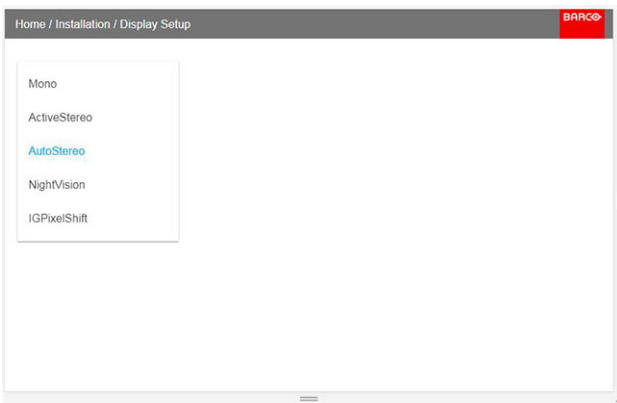 Home / Installation / Display Setup
BARCO
Mono
ActiveStereo
AutoStereo
NightVision
IGPixelShift